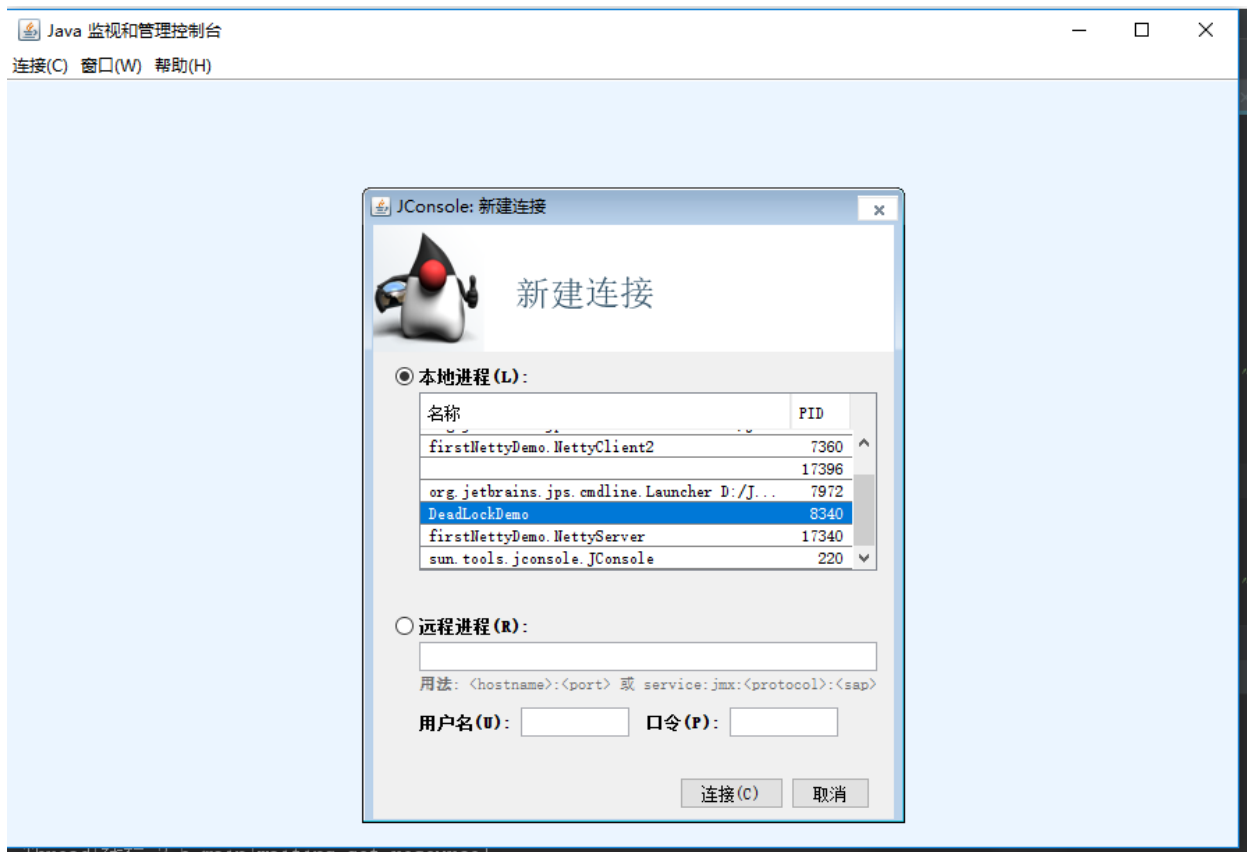 Java 监视和管理控制台
连接(C) 窗口(W) 帮助(H)
JConsole: 新建连接
新建连接
本地进程(L):
名称 PID
firstNettyDemo.NettyClient2 7360
17396
org.jetbrains.jps.cmdline.Launcher D:/J... 7972
DeadLockDemo 8340
firstNettyDemo.NettyServer 17340
sun.tools.jconsole.JConsole 220
远程进程(R):
用法: <hostname>:<port> 或 service:jmx:<protocol>:<sap>
用户名(U): 口令(P):
连接(C) 取消